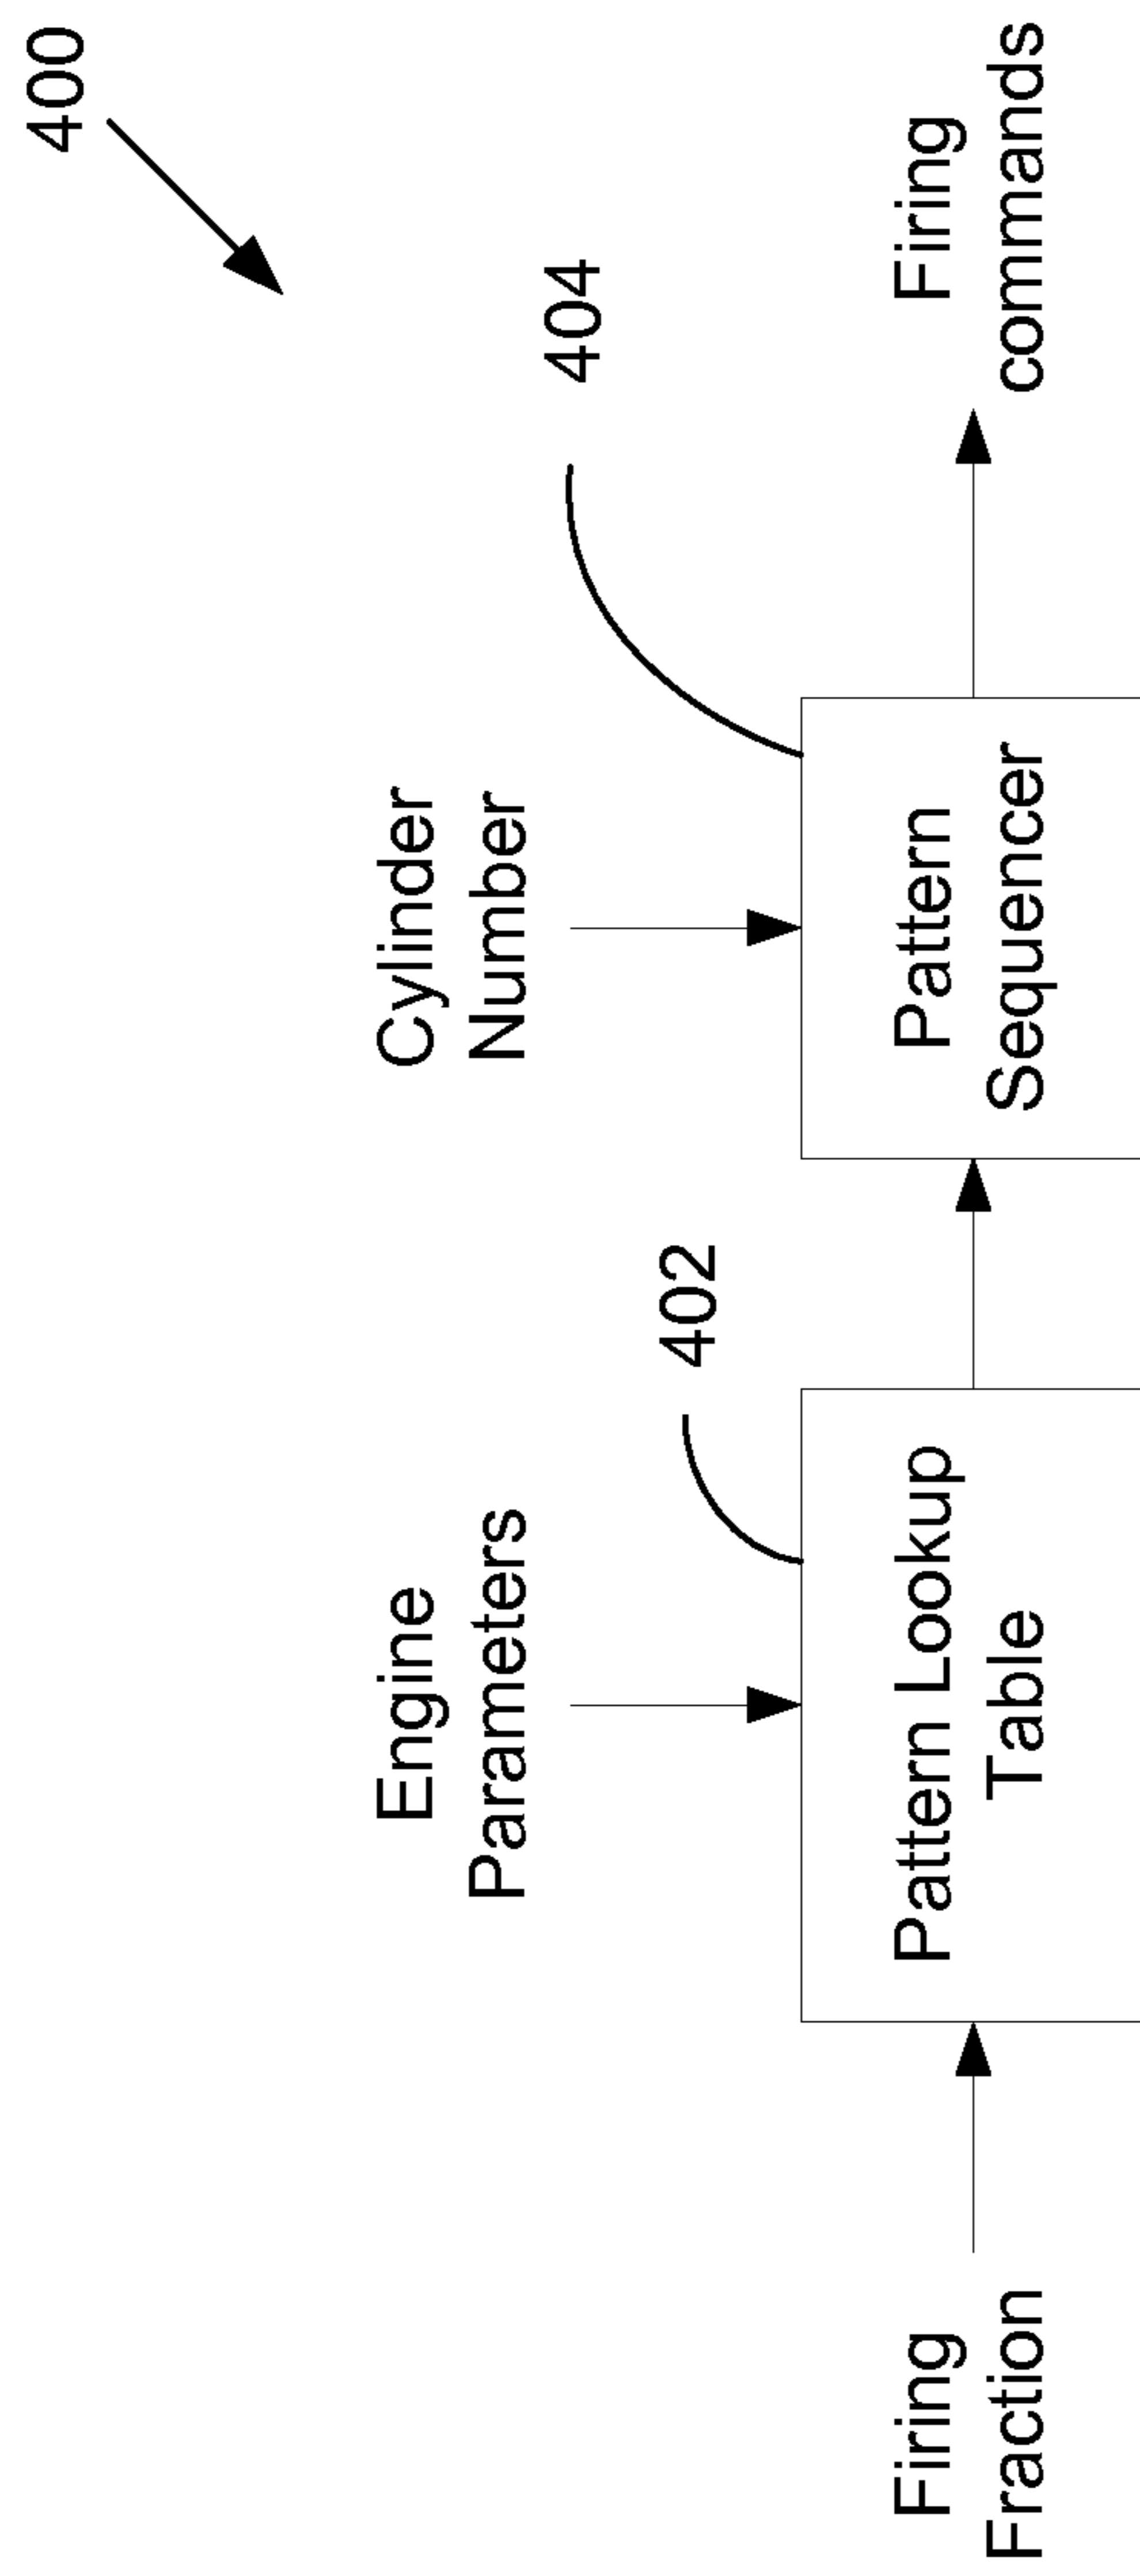 400
404
Cylinder
Number
Engine
Parameters
402
Firing
Fraction
Pattern Lookup
Table
Pattern
Sequencer
Firing
commands